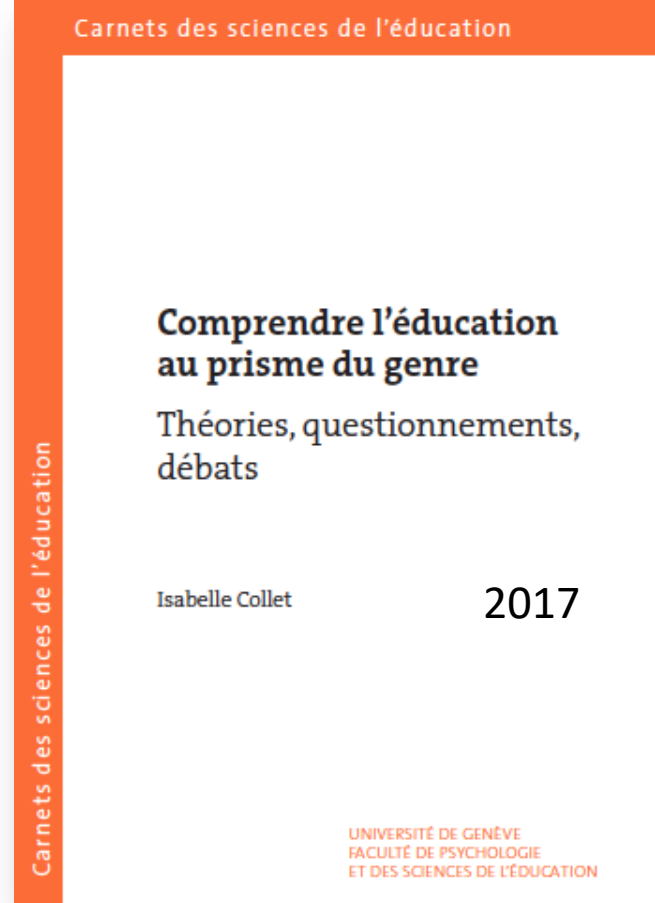 Carnets des sciences de l'éducation
Comprendre l'éducation
au prisme du genre
Théories, questionnements,
débats
Isabelle Collet
2017
Carnets des sciences de l'éducation
UNIVERSITÉ DE GENÈVE
FACULTÉ DE PSYCHOLOGIE
ET DES SCIENCES DE L'ÉDUCATION